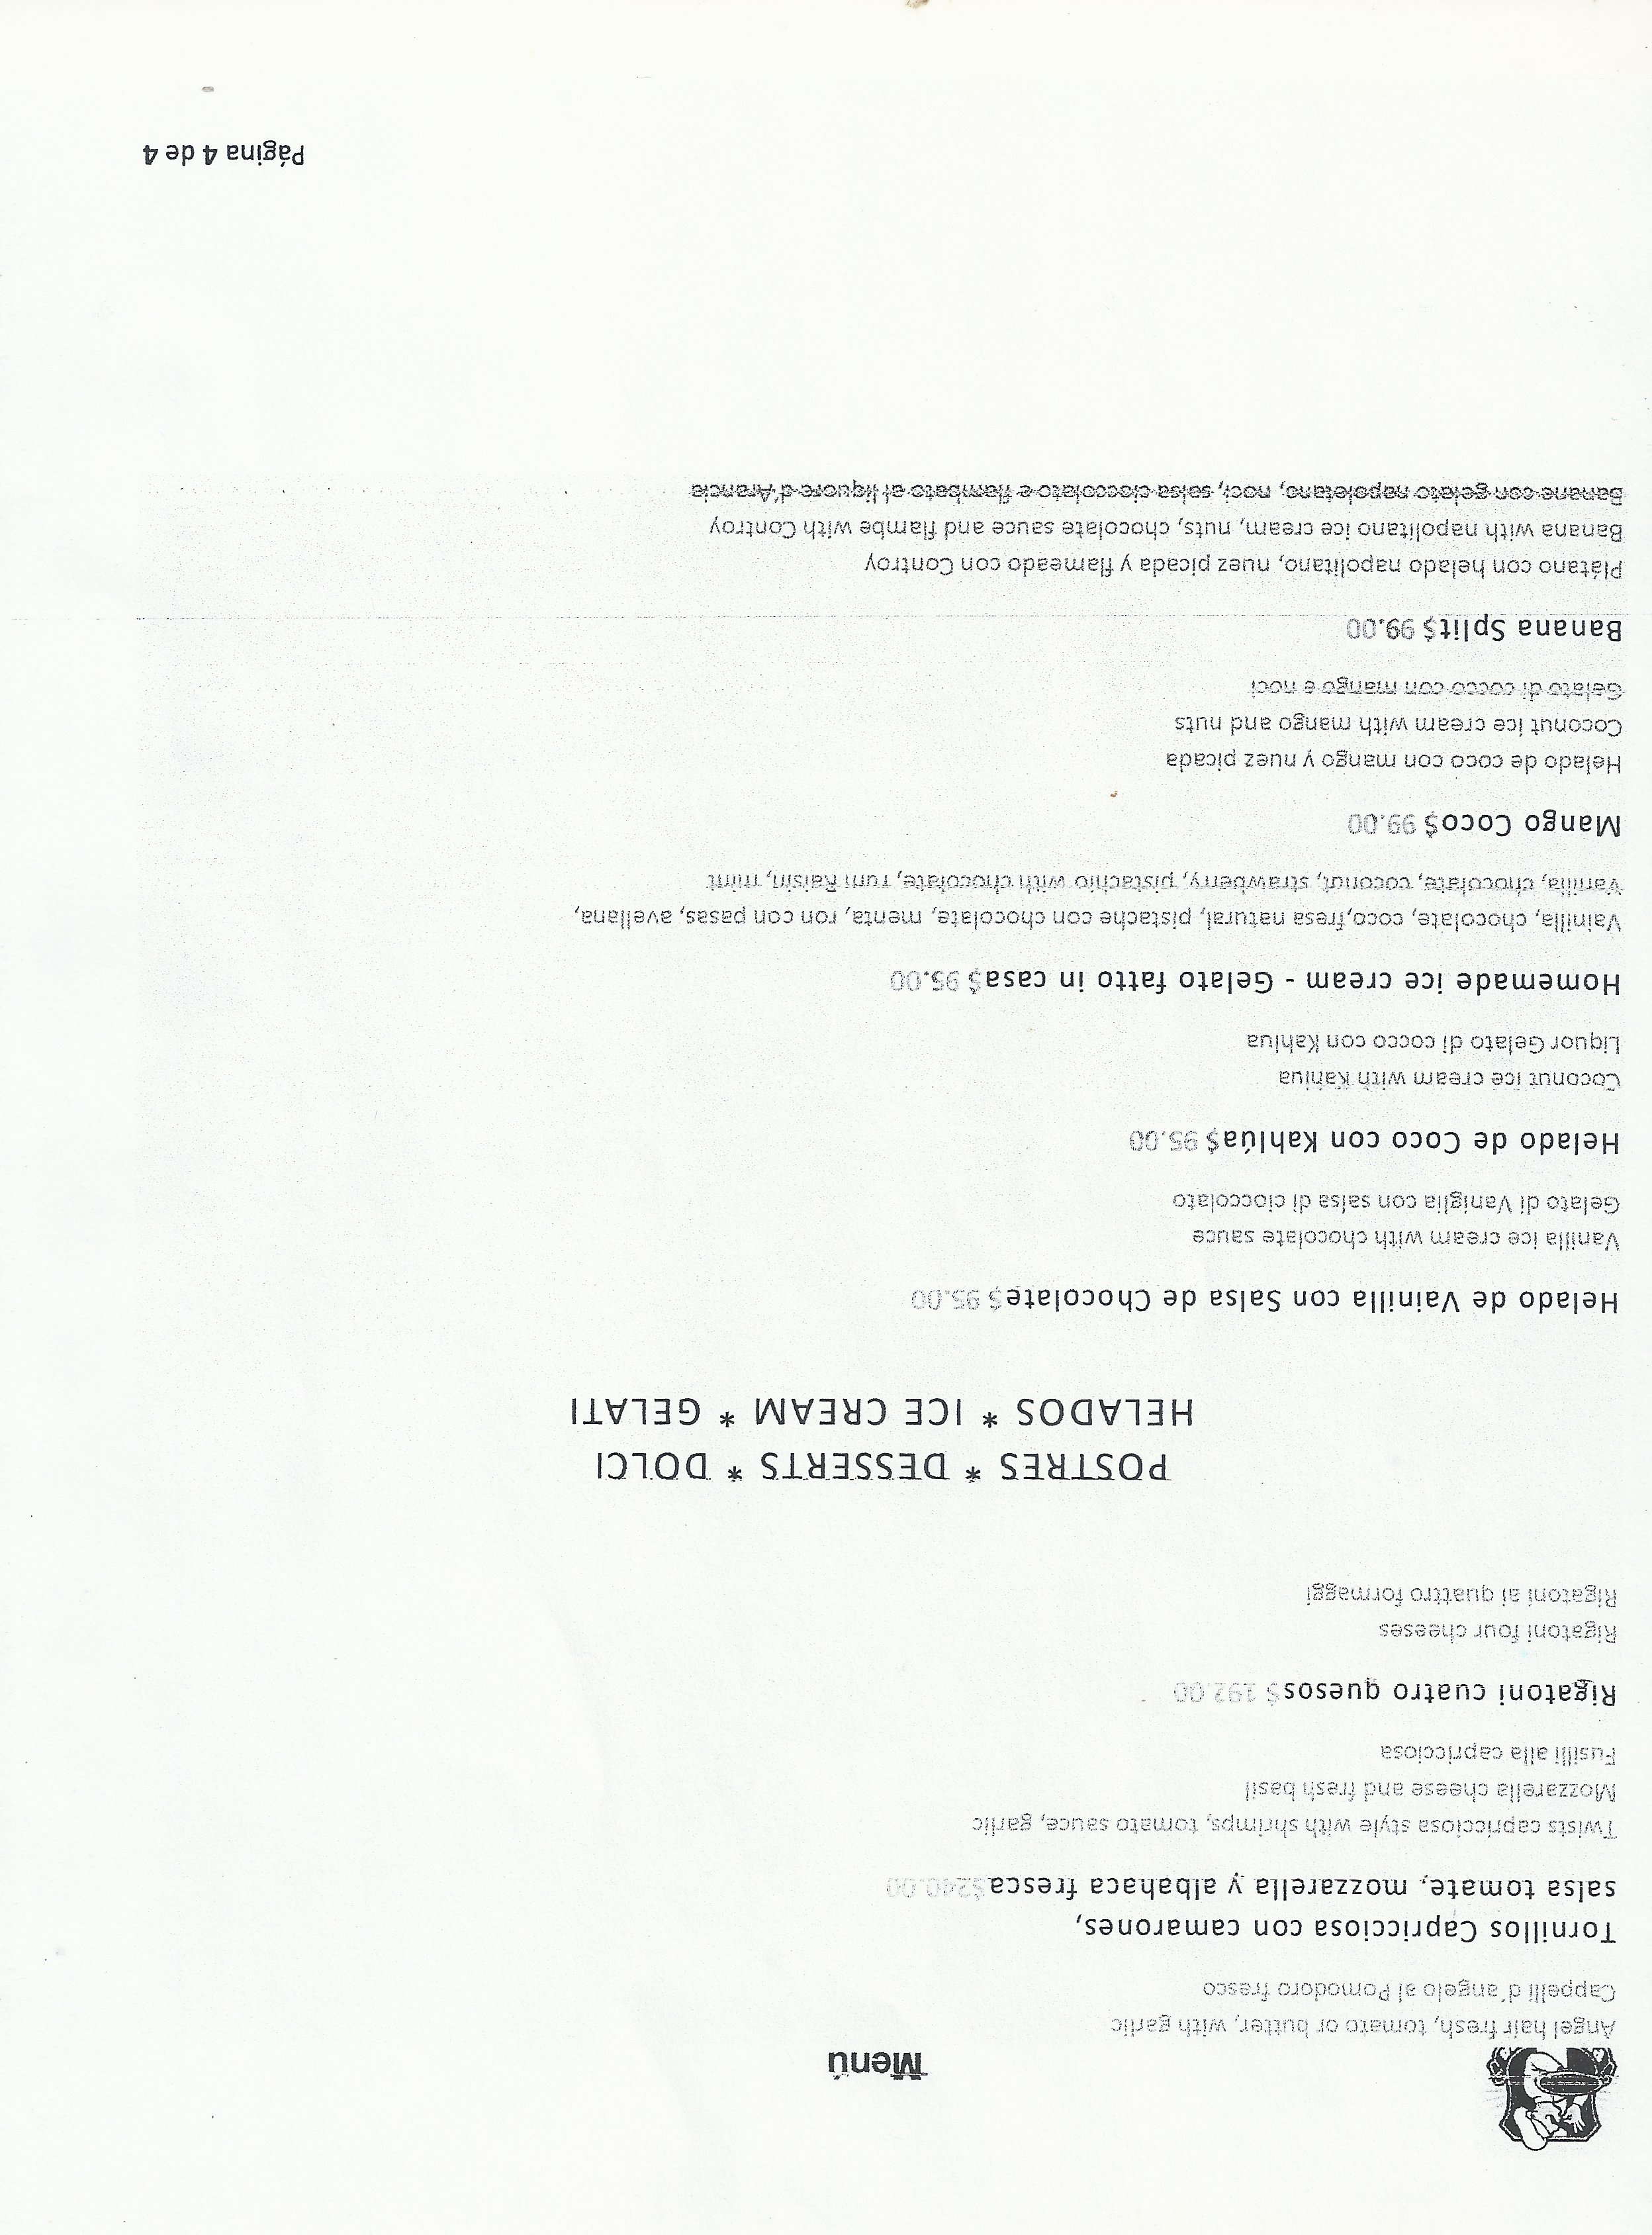 Menú
Angel hair fresh, tomato or butter, with garlic
Cappelli d´angelo al Pomodoro fresco
Tornillos Capricciosa con camarones,
salsa tomate, mozzarella y albahaca fresca $240.00
Twists capricciosa style with shrimps, tomato sauce, garlic
Mozzarella cheese and fresh basil
Fusilli alla capricciosa
Rigatoni cuatro quesos $ 192.00
Rigatoni four cheeses
Rigatoni ai quattro formaggi
POSTRES * DESSERTS * DOLCI
HELADOS * ICE CREAM * GELATI
Helado de Vainilla con Salsa de Chocolate $ 95.00
Vanilla ice cream with chocolate sauce
Gelato di Vaniglia con salsa di cioccolato
Helado de Coco con Kahlúa $ 95.00
Coconut ice cream with Kahlua
Liquor Gelato di cocco con Kahlua
Homemade ice cream - Gelato fatto in casa $ 95.00
Vainilla, chocolate, coco,fresa natural, pistache con chocolate, menta, ron con pasas, avellana,
Vanilla, chocolate, coconut, strawberry, pistachio with chocolate, rum Raisin, mint
Mango Coco $ 99.00
Helado de coco con mango y nuez picada
Coconut ice cream with mango and nuts
Gelato di cocco con mango e noci
Banana Split $ 99.00
Plátano con helado napolitano, nuez picada y flameado con Controy
Banana with napolitano ice cream, nuts, chocolate sauce and flambe with Controy
Banane con gelato napoletano, noci, salsa cioccolato e flambato al liquore d'Arancia
Página 4 de 4